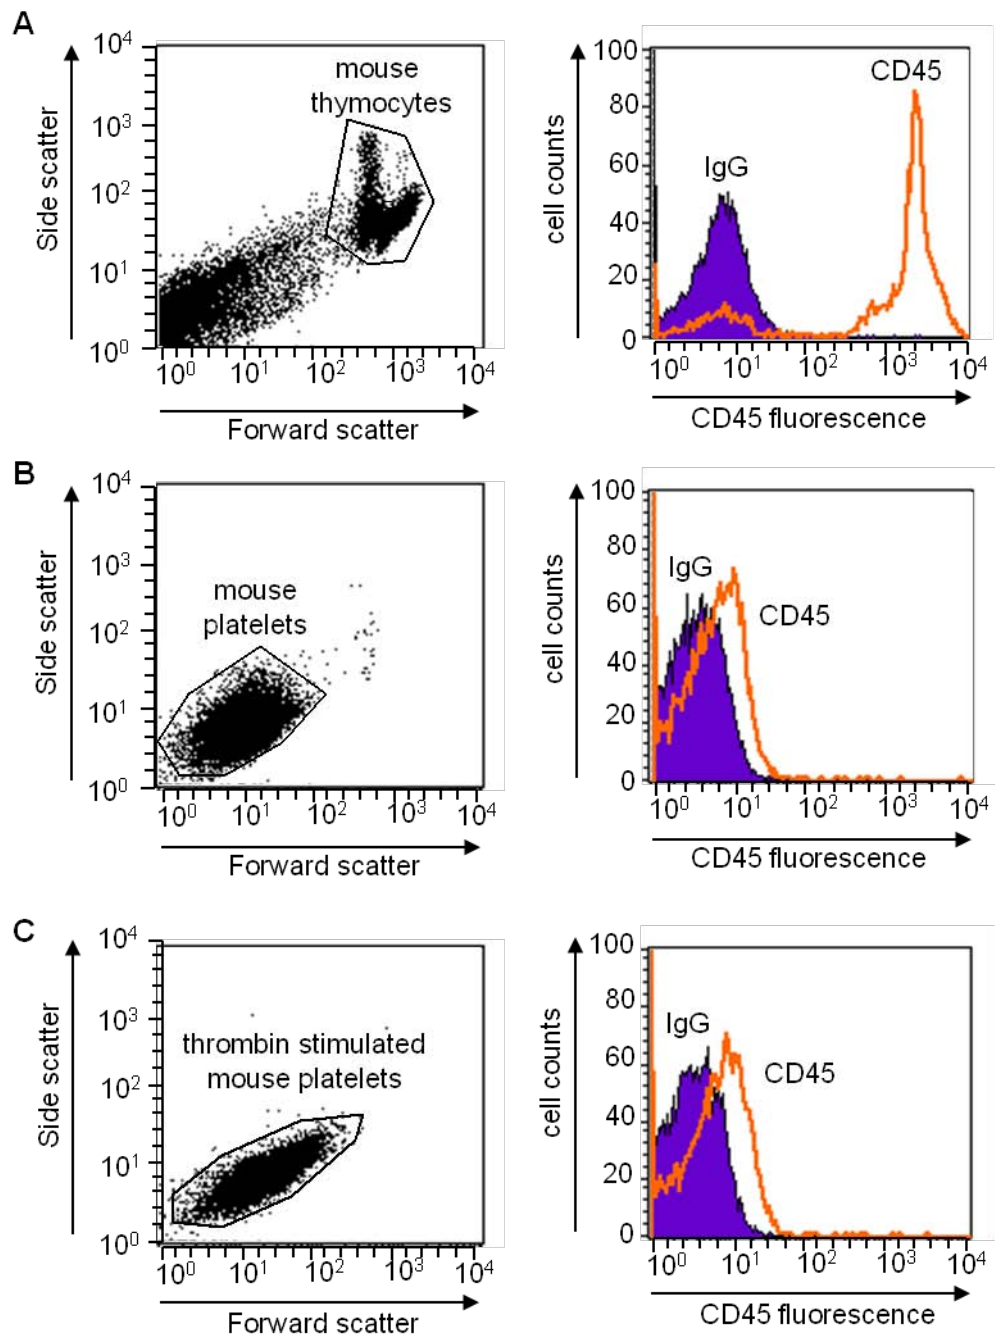 A
Side scatter
10⁴
10³
10²
10¹
10⁰
mouse
thymocytes
10⁰ 10¹ 10² 10³ 10⁴
Forward scatter
cell counts
100
80
60
40
20
0
IgG
CD45
10⁰ 10¹ 10² 10³ 10⁴
CD45 fluorescence
B
Side scatter
10⁴
10³
10²
10¹
10⁰
mouse
platelets
10⁰ 10¹ 10² 10³ 10⁴
Forward scatter
cell counts
100
80
60
40
20
0
IgG
CD45
10⁰ 10¹ 10² 10³ 10⁴
CD45 fluorescence
C
Side scatter
10⁴
10³
10²
10¹
10⁰
thrombin stimulated
mouse platelets
10⁰ 10¹ 10² 10³ 10⁴
Forward scatter
cell counts
100
80
60
40
20
0
IgG
CD45
10⁰ 10¹ 10² 10³ 10⁴
CD45 fluorescence